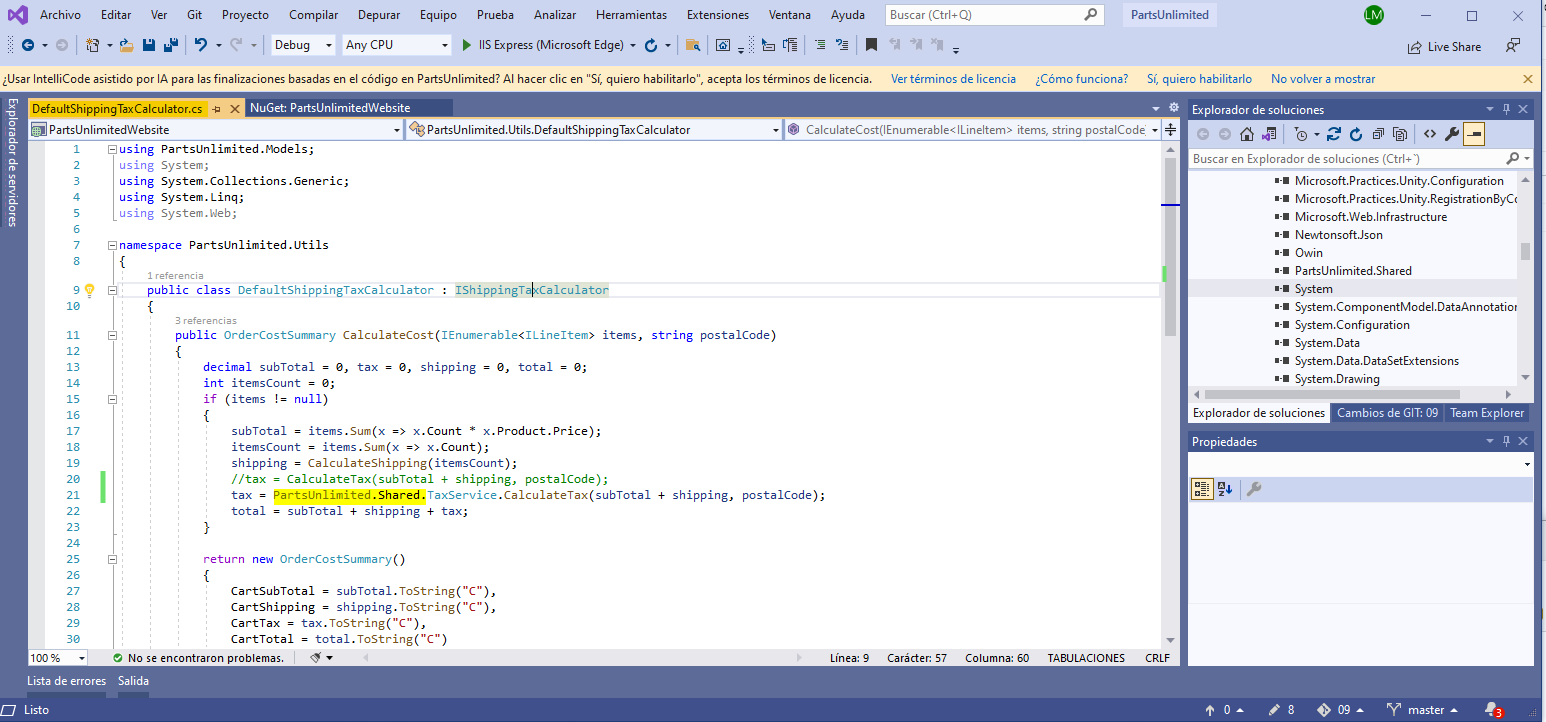 Archivo Editar Ver Git Proyecto Compilar Depurar Equipo Prueba Analizar Herramientas Extensiones Ventana Ayuda Buscar (Ctrl+Q) PartsUnlimited LM
Debug Any CPU IIS Express (Microsoft Edge) Live Share
¿Usar IntelliCode asistido por IA para las finalizaciones basadas en el código en PartsUnlimited? Al hacer clic en "Sí, quiero habilitarlo", acepta los términos de licencia. Ver términos de licencia ¿Cómo funciona? Sí, quiero habilitarlo No volver a mostrar
Explorador de servidores
DefaultShippingTaxCalculator.cs NuGet: PartsUnlimitedWebsite
PartsUnlimitedWebsite PartsUnlimited.Utils.DefaultShippingTaxCalculator CalculateCost(IEnumerable<ILineItem> items, string postalCode)
1 using PartsUnlimited.Models;
2 using System;
3 using System.Collections.Generic;
4 using System.Linq;
5 using System.Web;
6
7 namespace PartsUnlimited.Utils
8 {
1 referencia
9 public class DefaultShippingTaxCalculator : IShippingTaxCalculator
10 {
3 referencias
11 public OrderCostSummary CalculateCost(IEnumerable<ILineItem> items, string postalCode)
12 {
13 decimal subTotal = 0, tax = 0, shipping = 0, total = 0;
14 int itemsCount = 0;
15 if (items != null)
16 {
17 subTotal = items.Sum(x => x.Count * x.Product.Price);
18 itemsCount = items.Sum(x => x.Count);
19 shipping = CalculateShipping(itemsCount);
20 //tax = CalculateTax(subTotal + shipping, postalCode);
21 tax = PartsUnlimited.Shared.TaxService.CalculateTax(subTotal + shipping, postalCode);
22 total = subTotal + shipping + tax;
23 }
24
25 return new OrderCostSummary()
26 {
27 CartSubTotal = subTotal.ToString("C"),
28 CartShipping = shipping.ToString("C"),
29 CartTax = tax.ToString("C"),
30 CartTotal = total.ToString("C")
100 % No se encontraron problemas. Línea: 9 Carácter: 57 Columna: 60 TABULACIONES CRLF
Explorador de soluciones
Buscar en Explorador de soluciones (Ctrl+`)
Microsoft.Practices.Unity.Configuration
Microsoft.Practices.Unity.RegistrationByCo
Microsoft.Web.Infrastructure
Newtonsoft.Json
Owin
PartsUnlimited.Shared
System
System.ComponentModel.DataAnnotation
System.Configuration
System.Data
System.Data.DataSetExtensions
System.Drawing
Explorador de soluciones Cambios de GIT: 09 Team Explorer
Propiedades
Lista de errores Salida
Listo 0 8 09 master 3